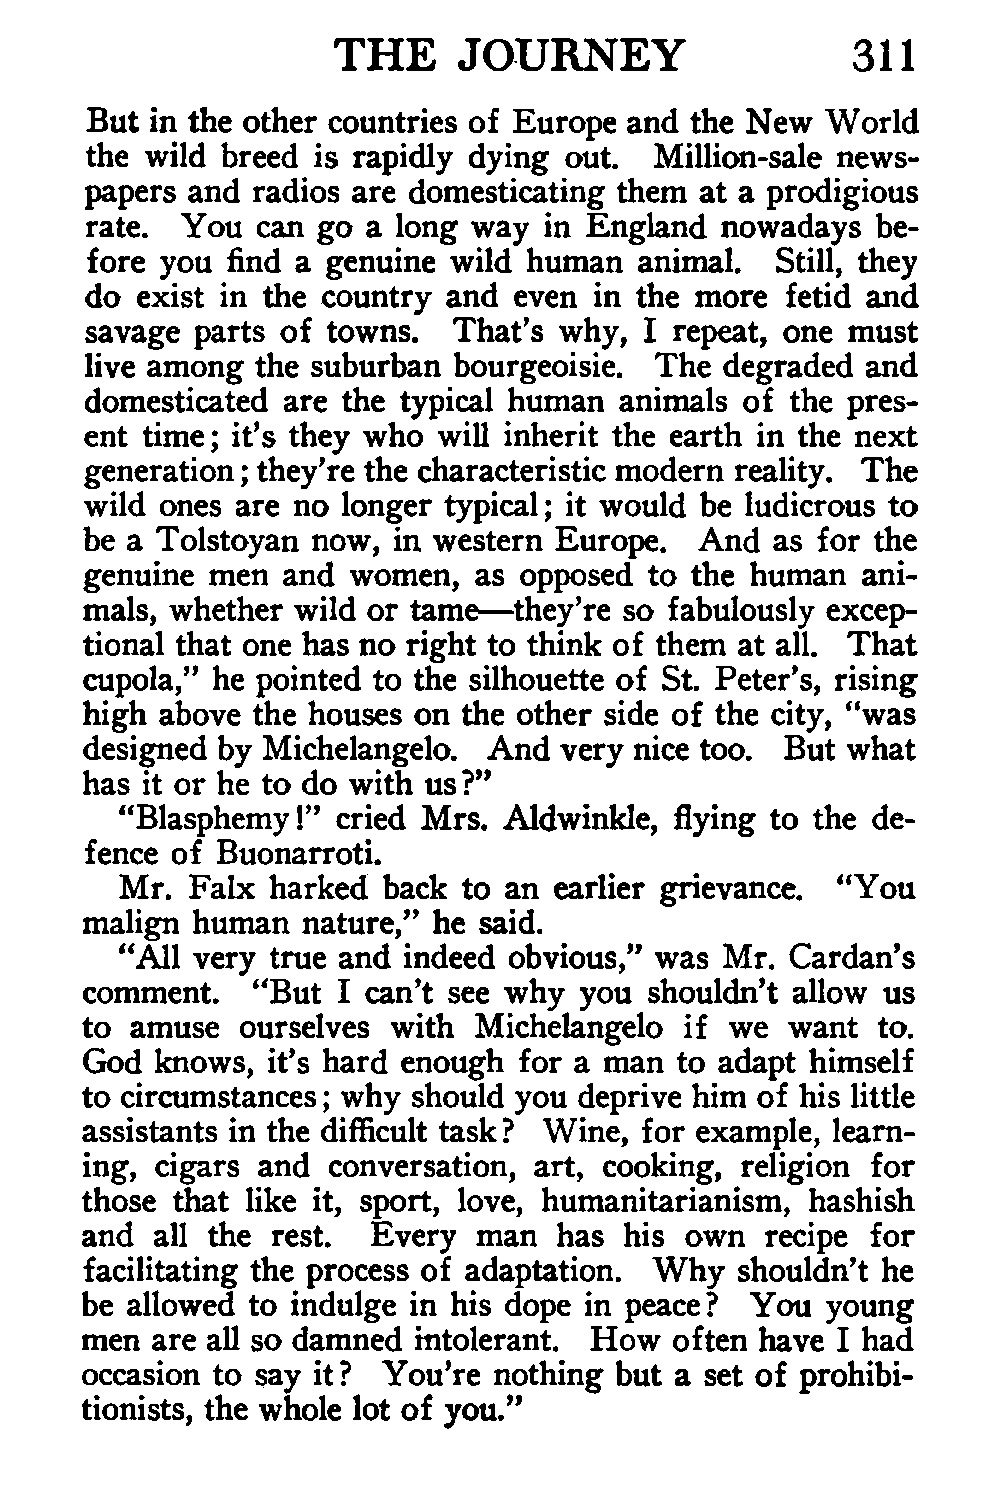 THE JOURNEY 311
But in the other countries of Europe and the New World
the wild breed is rapidly dying out. Million-sale news-
papers and radios are domesticating them at a prodigious
rate. You can go a long way in England nowadays be-
fore you find a genuine wild human animal. Still, they
do exist in the country and even in the more fetid and
savage parts of towns. That's why, I repeat, one must
live among the suburban bourgeoisie. The degraded and
domesticated are the typical human animals of the pres-
ent time; it's they who will inherit the earth in the next
generation; they're the characteristic modern reality. The
wild ones are no longer typical; it would be ludicrous to
be a Tolstoyan now, in western Europe. And as for the
genuine men and women, as opposed to the human ani-
mals, whether wild or tame—they're so fabulously excep-
tional that one has no right to think of them at all. That
cupola," he pointed to the silhouette of St. Peter's, rising
high above the houses on the other side of the city, "was
designed by Michelangelo. And very nice too. But what
has it or he to do with us?"
"Blasphemy!" cried Mrs. Aldwinkle, flying to the de-
fence of Buonarroti.
Mr. Falx harked back to an earlier grievance. "You
malign human nature," he said.
"All very true and indeed obvious," was Mr. Cardan's
comment. "But I can't see why you shouldn't allow us
to amuse ourselves with Michelangelo if we want to.
God knows, it's hard enough for a man to adapt himself
to circumstances; why should you deprive him of his little
assistants in the difficult task? Wine, for example, learn-
ing, cigars and conversation, art, cooking, religion for
those that like it, sport, love, humanitarianism, hashish
and all the rest. Every man has his own recipe for
facilitating the process of adaptation. Why shouldn't he
be allowed to indulge in his dope in peace? You young
men are all so damned intolerant. How often have I had
occasion to say it? You're nothing but a set of prohibi-
tionists, the whole lot of you."